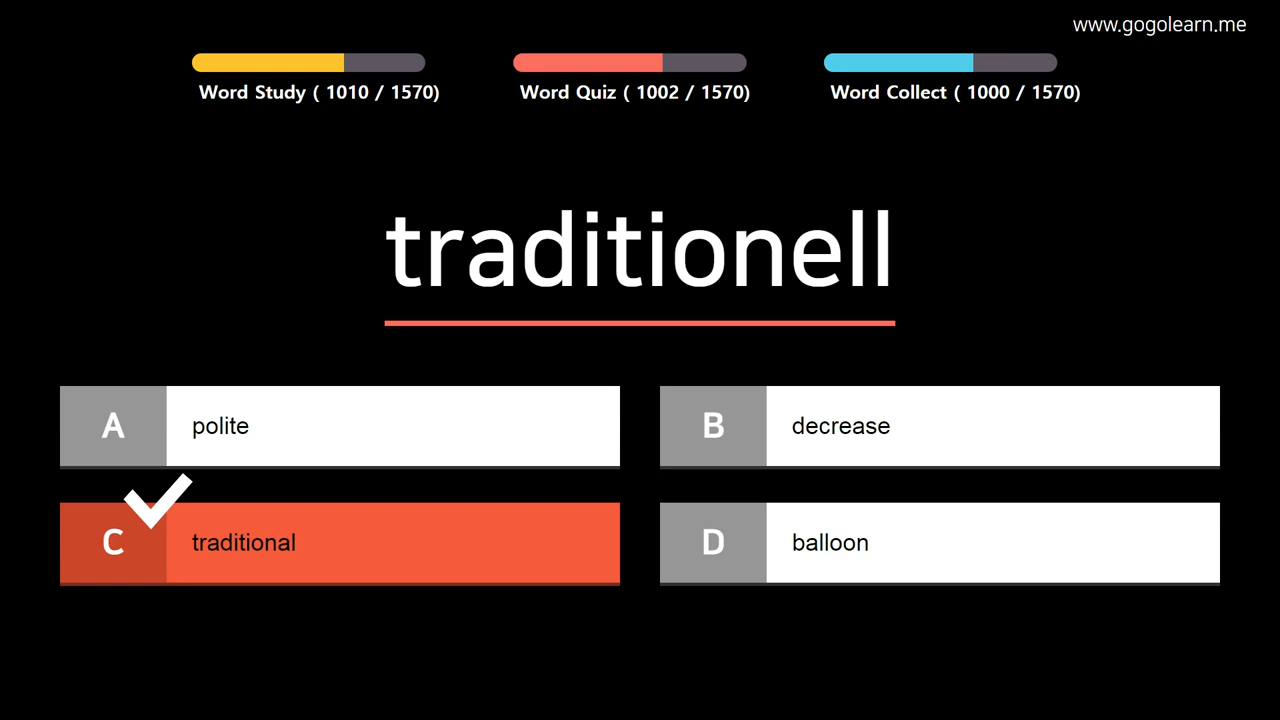 www.gogolearn.me
Word Study ( 1010 / 1570)
Word Quiz ( 1002 / 1570)
Word Collect ( 1000 / 1570)
traditionell
A polite
B decrease
C traditional
D balloon